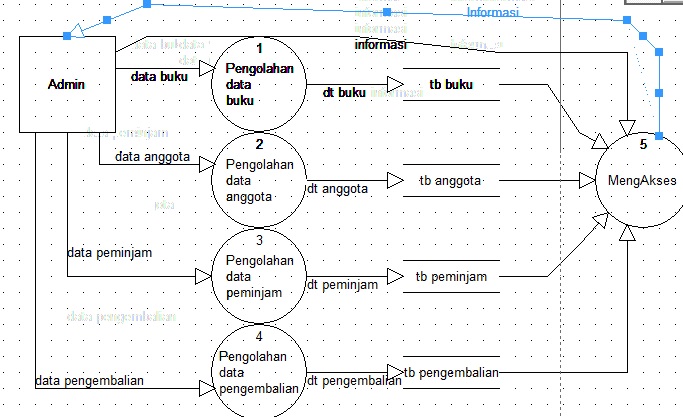 Informasi
informasi
Admin
data buku
1
Pengolahan
data
buku
dt buku
tb buku
data anggota
2
Pengolahan
data
anggota
dt anggota
tb anggota
5
MengAkses
data peminjam
3
Pengolahan
data
peminjam
dt peminjam
tb peminjam
data pengembalian
data pengembalian
4
Pengolahan
data
pengembalian
dt pengembalian
tb pengembalian